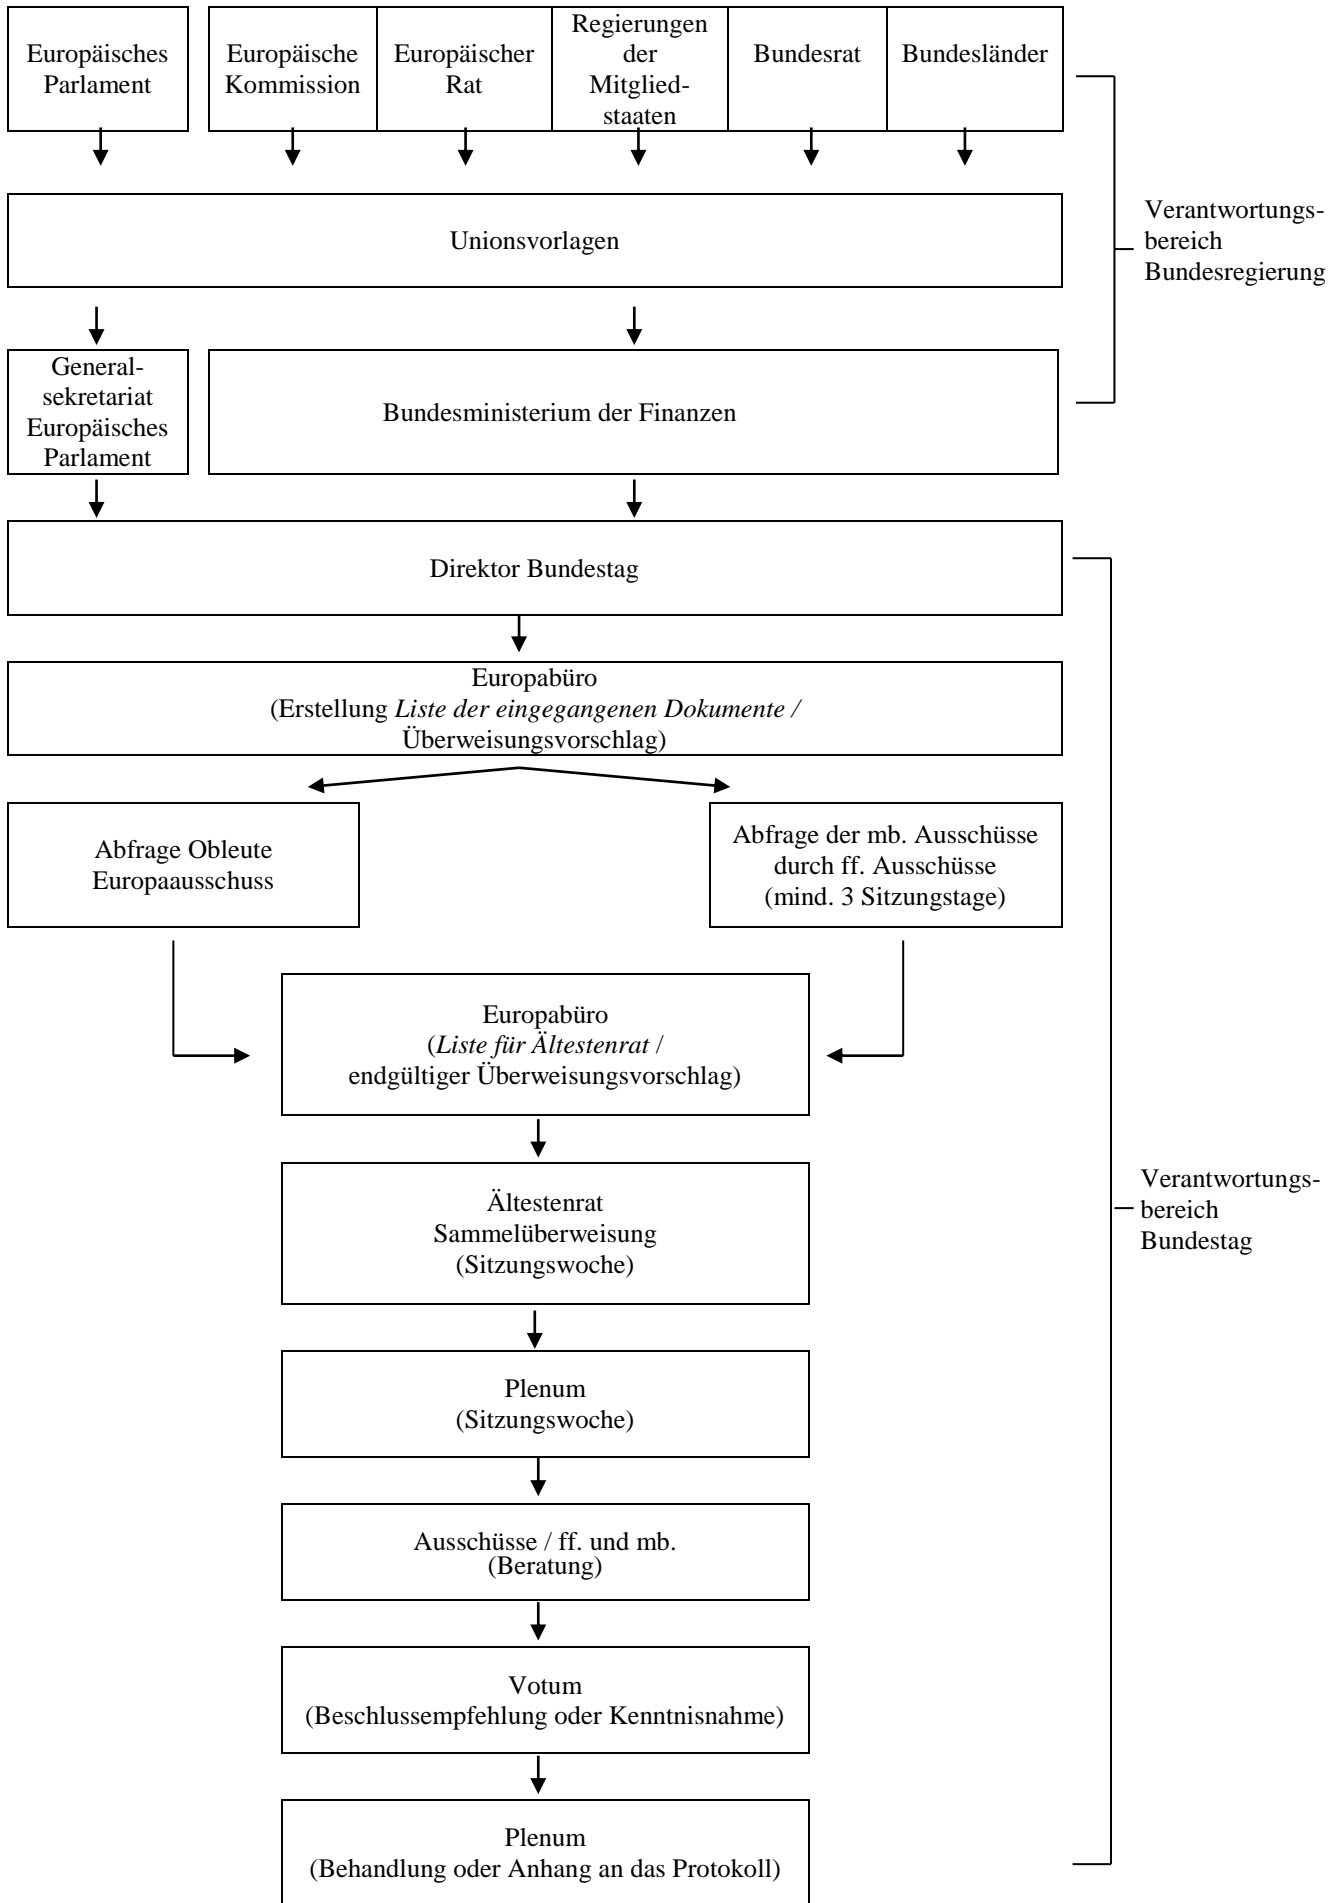 Europäisches
Parlament
Europäische
Kommission
Europäischer
Rat
Regierungen
der
Mitglied-
staaten
Bundesrat
Bundesländer
Verantwortungs-
bereich
Bundesregierung
Unionsvorlagen
General-
sekretariat
Europäisches
Parlament
Bundesministerium der Finanzen
Direktor Bundestag
Europabüro
(Erstellung Liste der eingegangenen Dokumente /
Überweisungsvorschlag)
Abfrage Obleute
Europaausschuss
Abfrage der mb. Ausschüsse
durch ff. Ausschüsse
(mind. 3 Sitzungstage)
Europabüro
(Liste für Ältestenrat /
endgültiger Überweisungsvorschlag)
Ältestenrat
Sammelüberweisung
(Sitzungswoche)
Verantwortungs-
bereich
Bundestag
Plenum
(Sitzungswoche)
Ausschüsse / ff. und mb.
(Beratung)
Votum
(Beschlussempfehlung oder Kenntnisnahme)
Plenum
(Behandlung oder Anhang an das Protokoll)